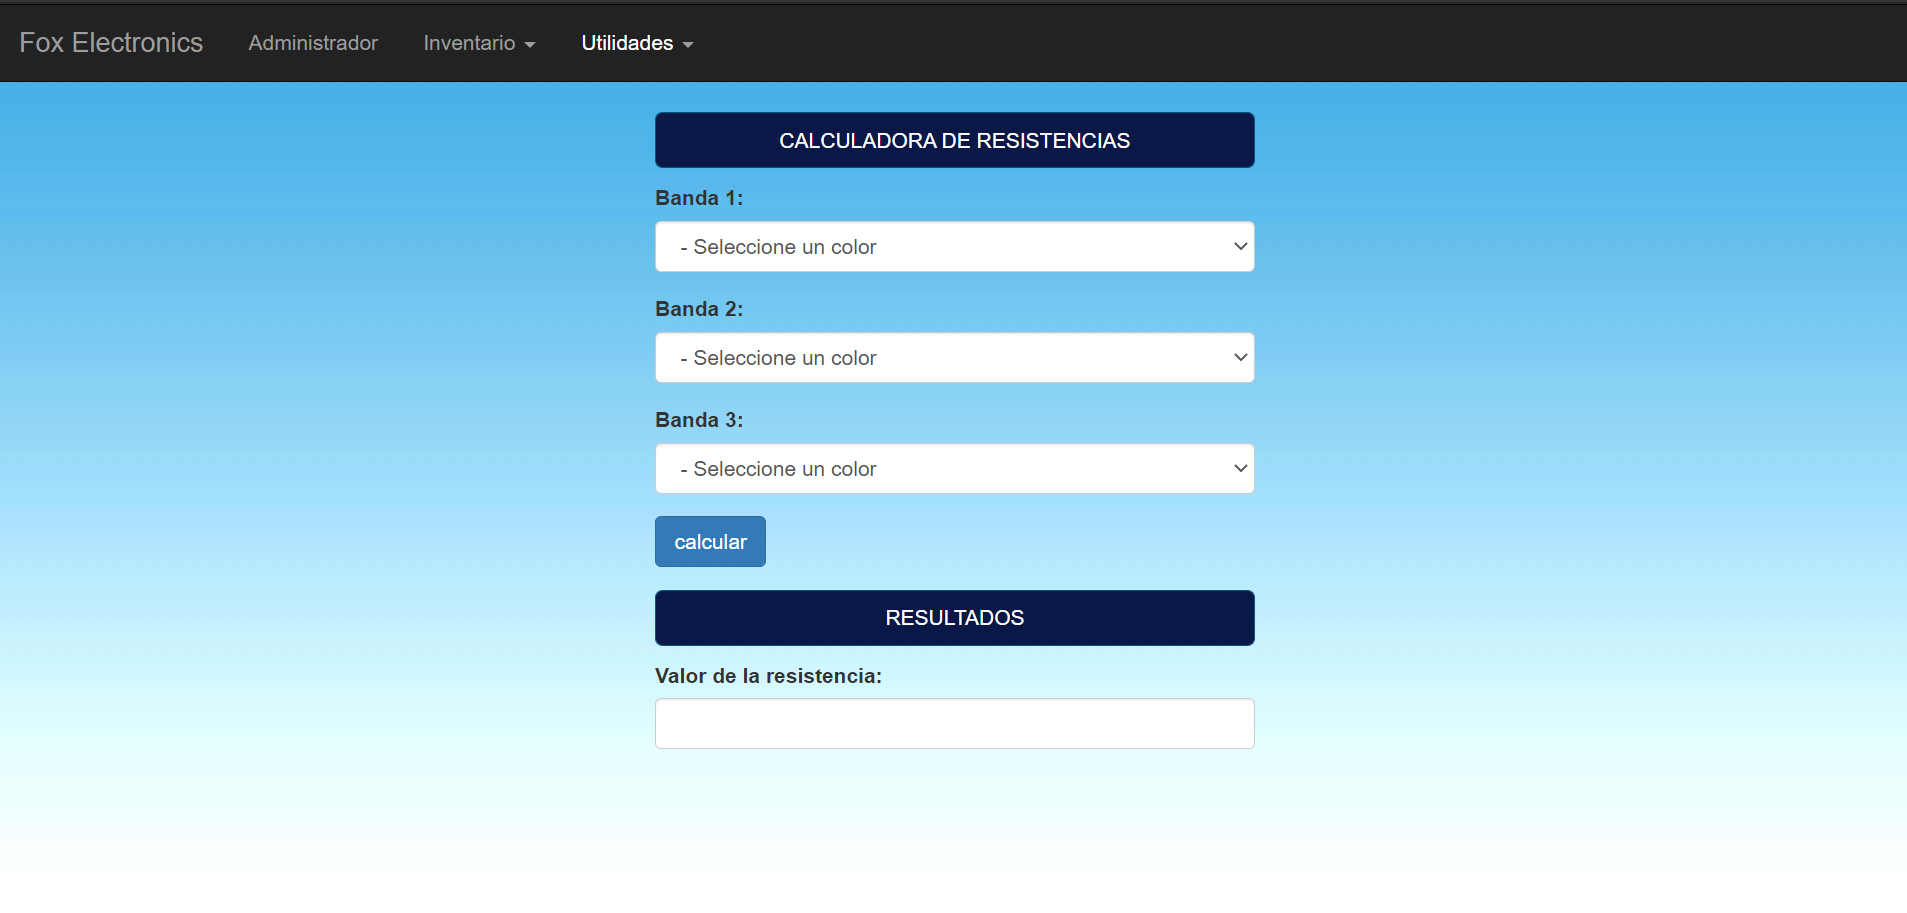 Fox Electronics Administrador Inventario Utilidades
CALCULADORA DE RESISTENCIAS
Banda 1:
- Seleccione un color
Banda 2:
- Seleccione un color
Banda 3:
- Seleccione un color
calcular
RESULTADOS
Valor de la resistencia: